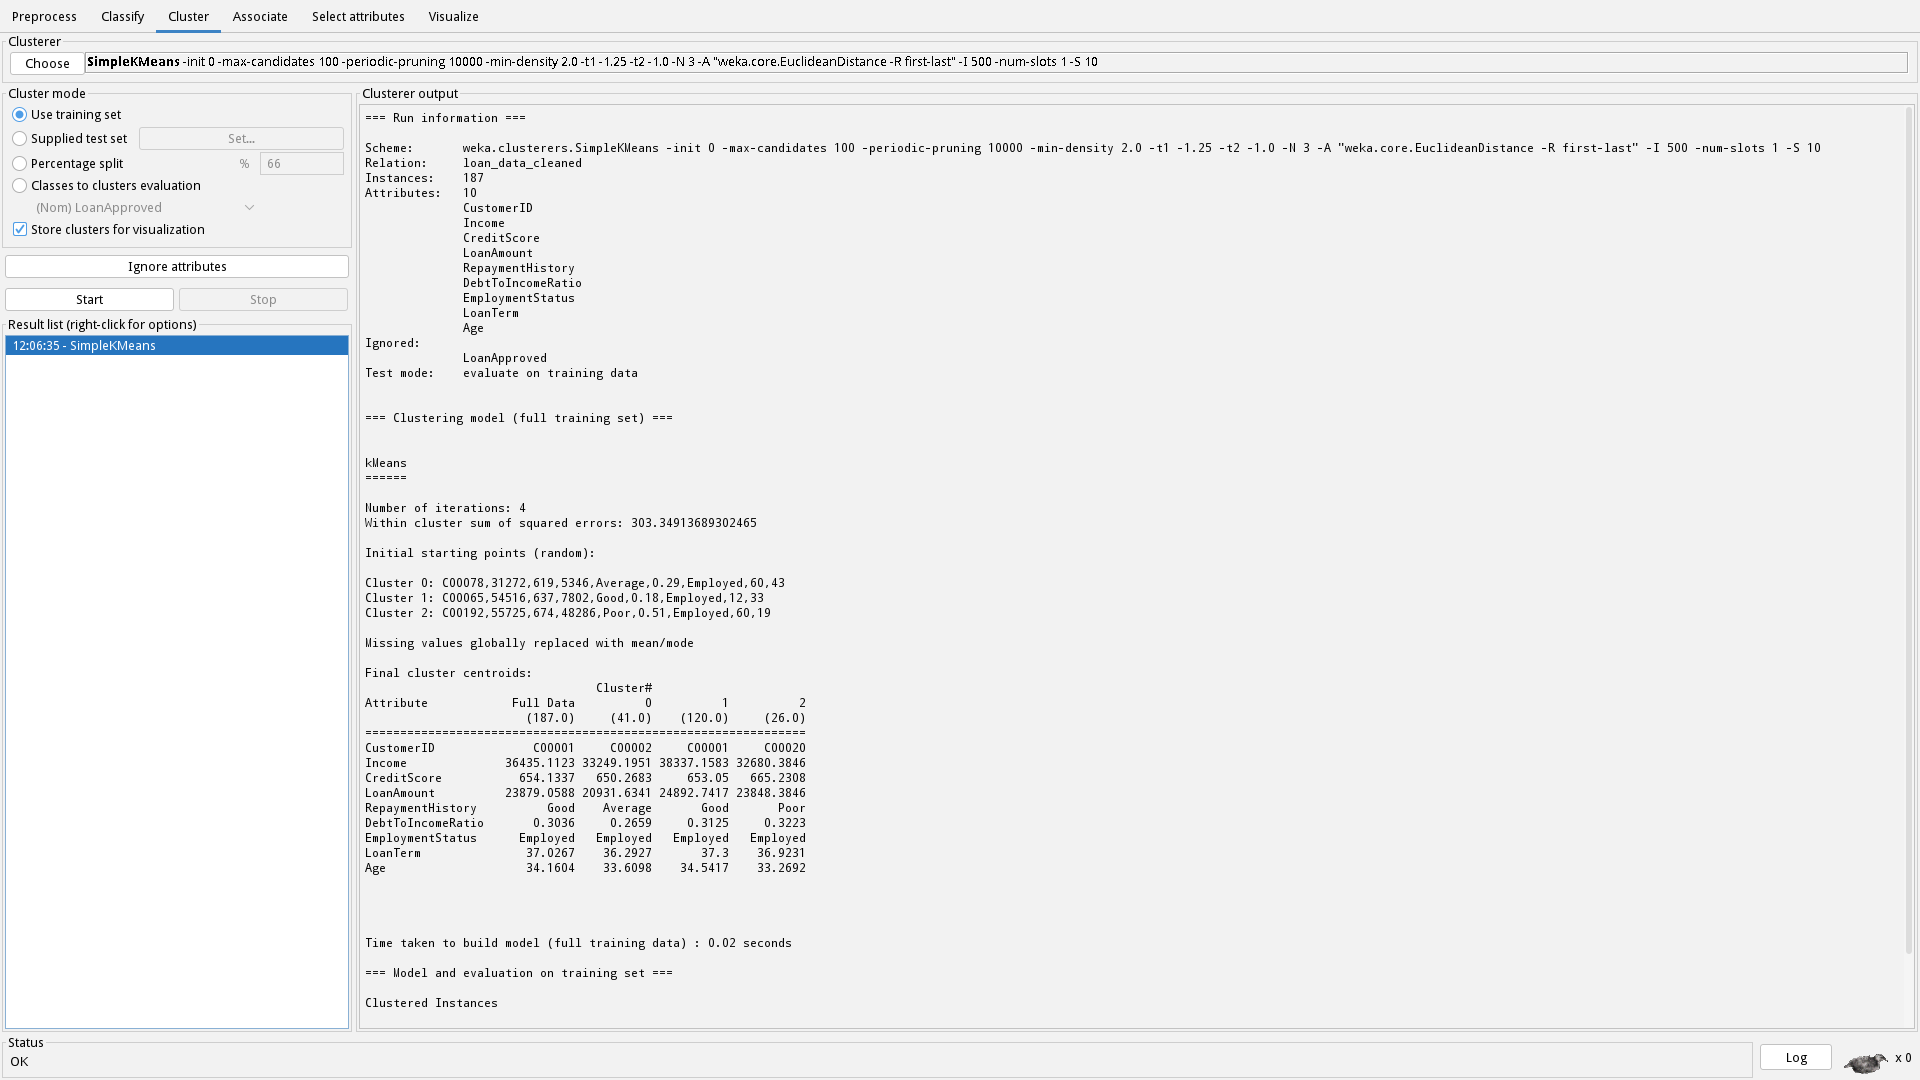 Preprocess Classify Cluster Associate Select attributes Visualize
Clusterer
Choose SimpleKMeans -init 0 -max-candidates 100 -periodic-pruning 10000 -min-density 2.0 -t1 -1.25 -t2 -1.0 -N 3 -A "weka.core.EuclideanDistance -R first-last" -I 500 -num-slots 1 -S 10
Cluster mode
Use training set
Supplied test set Set...
Percentage split % 66
Classes to clusters evaluation
(Nom) LoanApproved
Store clusters for visualization
Ignore attributes
Start Stop
Result list (right-click for options)
12:06:35 - SimpleKMeans
Clusterer output
=== Run information ===
Scheme: weka.clusterers.SimpleKMeans -init 0 -max-candidates 100 -periodic-pruning 10000 -min-density 2.0 -t1 -1.25 -t2 -1.0 -N 3 -A "weka.core.EuclideanDistance -R first-last" -I 500 -num-slots 1 -S 10
Relation: loan_data_cleaned
Instances: 187
Attributes: 10
CustomerID
Income
CreditScore
LoanAmount
RepaymentHistory
DebtToIncomeRatio
EmploymentStatus
LoanTerm
Age
Ignored:
LoanApproved
Test mode: evaluate on training data
=== Clustering model (full training set) ===
kMeans
======
Number of iterations: 4
Within cluster sum of squared errors: 303.34913689302465
Initial starting points (random):
Cluster 0: C00078,31272,619,5346,Average,0.29,Employed,60,43
Cluster 1: C00065,54516,637,7802,Good,0.18,Employed,12,33
Cluster 2: C00192,55725,674,48286,Poor,0.51,Employed,60,19
Missing values globally replaced with mean/mode
Final cluster centroids:
Cluster#
Attribute Full Data 0 1 2
(187.0) (41.0) (120.0) (26.0)
===============================================================
CustomerID C00001 C00002 C00001 C00020
Income 36435.1123 33249.1951 38337.1583 32680.3846
CreditScore 654.1337 650.2683 653.05 665.2308
LoanAmount 23879.0588 20931.6341 24892.7417 23848.3846
RepaymentHistory Good Average Good Poor
DebtToIncomeRatio 0.3036 0.2659 0.3125 0.3223
EmploymentStatus Employed Employed Employed Employed
LoanTerm 37.0267 36.2927 37.3 36.9231
Age 34.1604 33.6098 34.5417 33.2692
Time taken to build model (full training data) : 0.02 seconds
=== Model and evaluation on training set ===
Clustered Instances
Status
OK
Log x 0